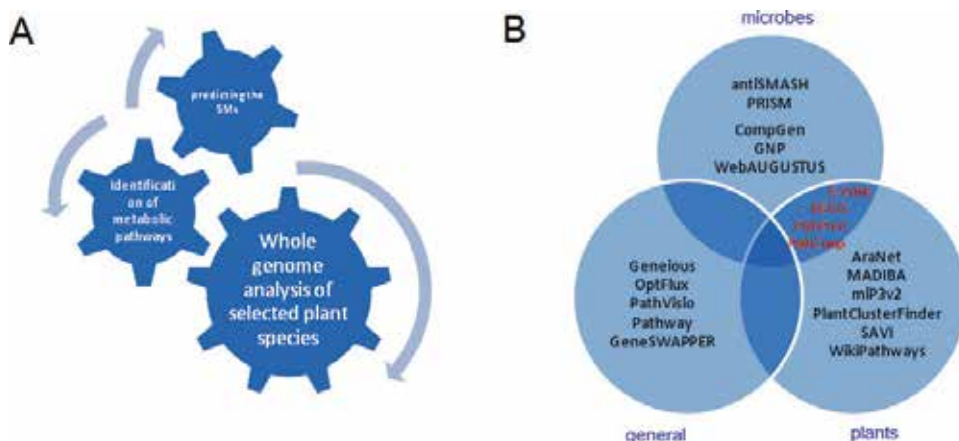 A
predicting the
SMs
Identificati
on of
metabolic
pathways
Whole
genome
analysis of
selected plant
species
B
microbes
antiSMASH
PRISM
CompGen
GNP
WebAUGUSTUS
Geneious
OptFlux
PathVisio
Pathway
GeneSWAPPER
AraNet
MADIBA
miP3v2
PlantClusterFinder
SAVI
WikiPathways
general
plants